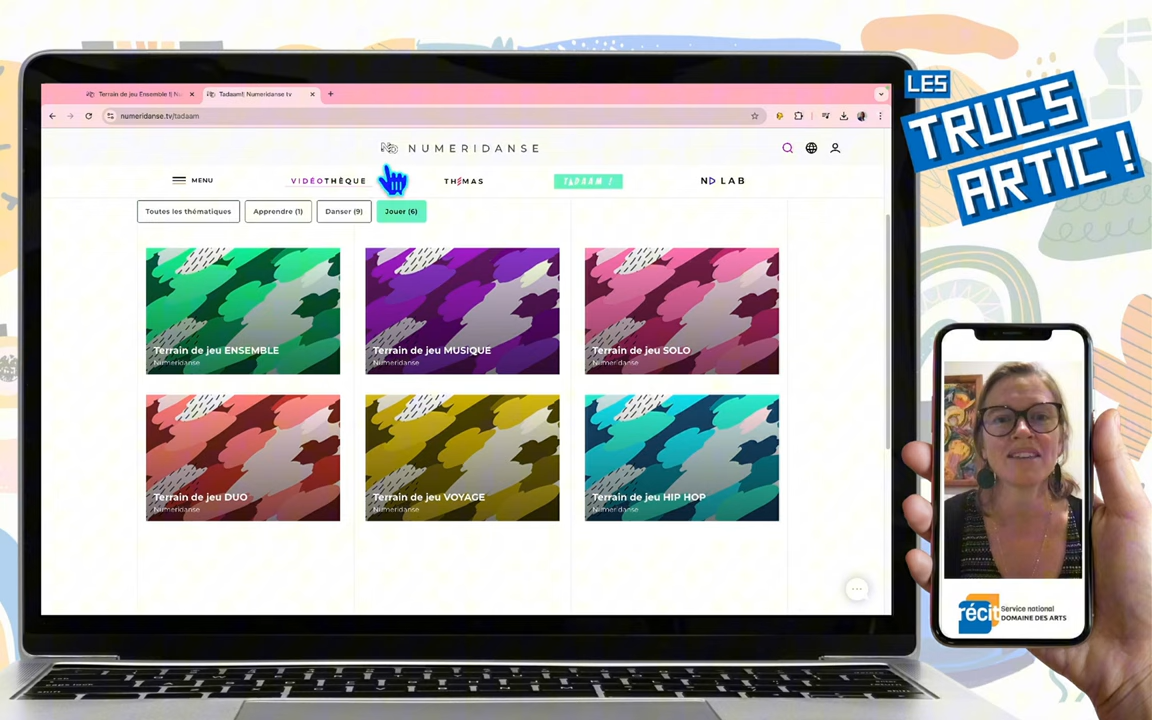 Terrain de jeu Ensemble | Nu
Tadaam! | Numeridanse tv
numeridanse.tv/tadaam
NUMERIDANSE
MENU
VIDÉOTHÈQUE
THEMAS
TADAAM !
ND LAB
Toutes les thématiques
Apprendre (1)
Danser (9)
Jouer (6)
Terrain de jeu ENSEMBLE
Numeridanse
Terrain de jeu MUSIQUE
Numeridanse
Terrain de jeu SOLO
Numeridanse
Terrain de jeu DUO
Numeridanse
Terrain de jeu VOYAGE
Numeridanse
Terrain de jeu HIP HOP
Numeridanse
LES
TRUCS
ARTIC !
récit
Service national
DOMAINE DES ARTS